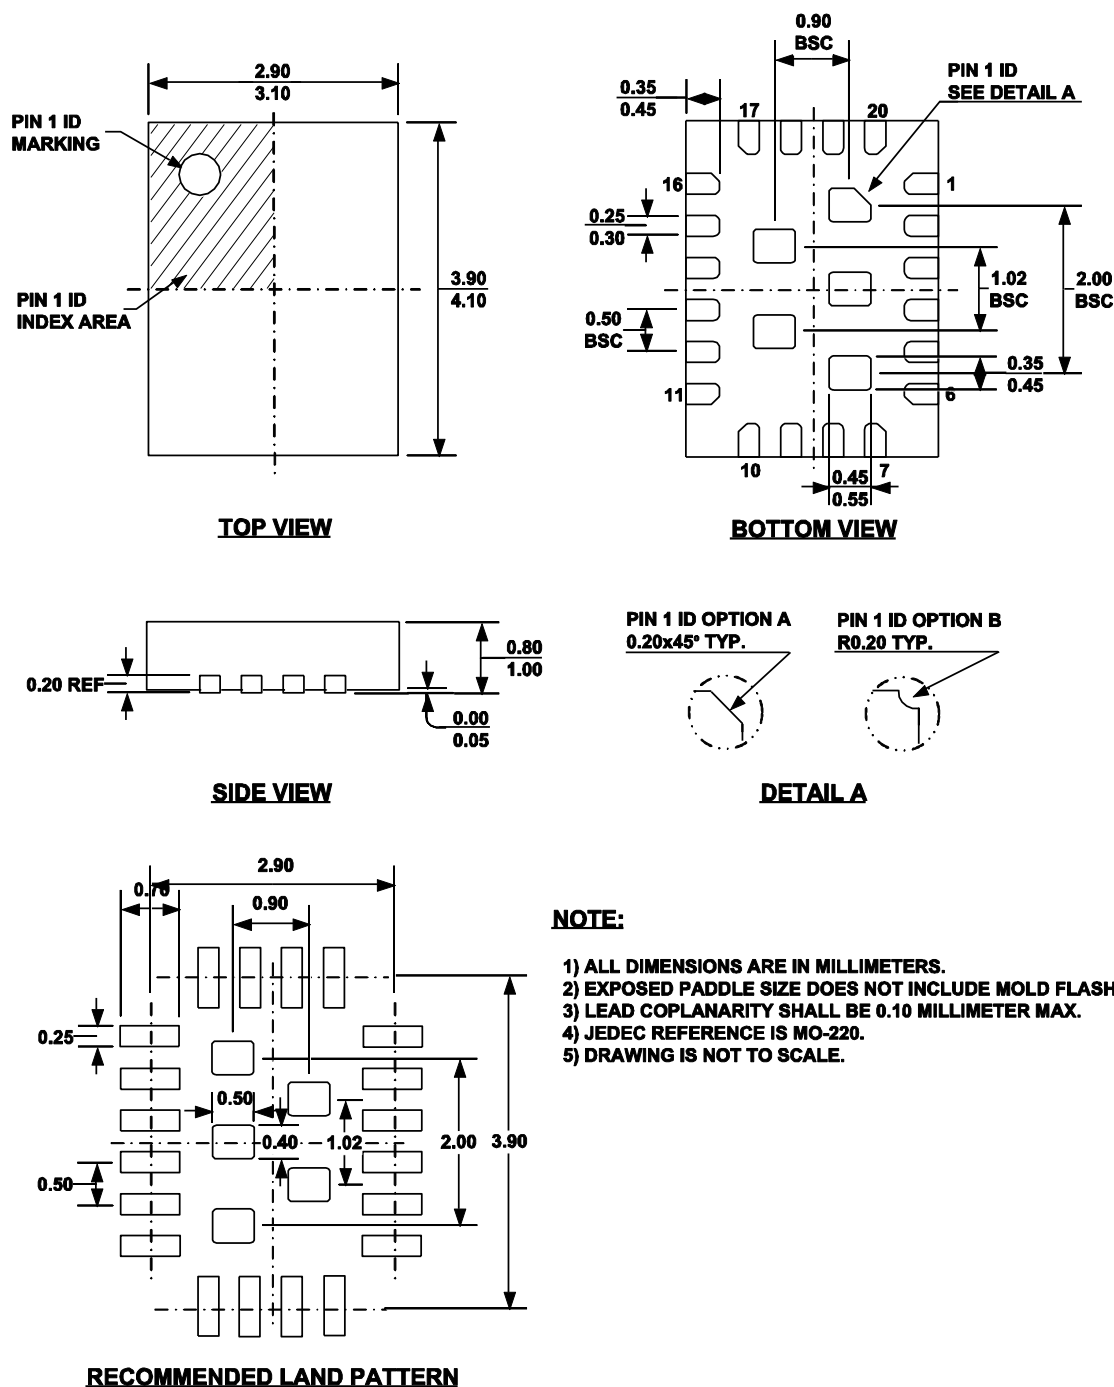 2.90
3.10
PIN 1 ID
MARKING
PIN 1 ID
INDEX AREA
3.90
4.10
TOP VIEW
0.90
BSC
0.35
0.45
PIN 1 ID
SEE DETAIL A
17
20
16
1
0.25
0.30
1.02
BSC
2.00
BSC
0.50
BSC
0.35
0.45
11
6
10
7
0.45
0.55
BOTTOM VIEW
0.20 REF
0.80
1.00
0.00
0.05
SIDE VIEW
PIN 1 ID OPTION A
0.20x45º TYP.
PIN 1 ID OPTION B
R0.20 TYP.
DETAIL A
2.90
0.70
0.90
0.25
0.50
0.40
1.02
2.00
3.90
0.50
RECOMMENDED LAND PATTERN
NOTE:
1) ALL DIMENSIONS ARE IN MILLIMETERS.
2) EXPOSED PADDLE SIZE DOES NOT INCLUDE MOLD FLASH
3) LEAD COPLANARITY SHALL BE 0.10 MILLIMETER MAX.
4) JEDEC REFERENCE IS MO-220.
5) DRAWING IS NOT TO SCALE.